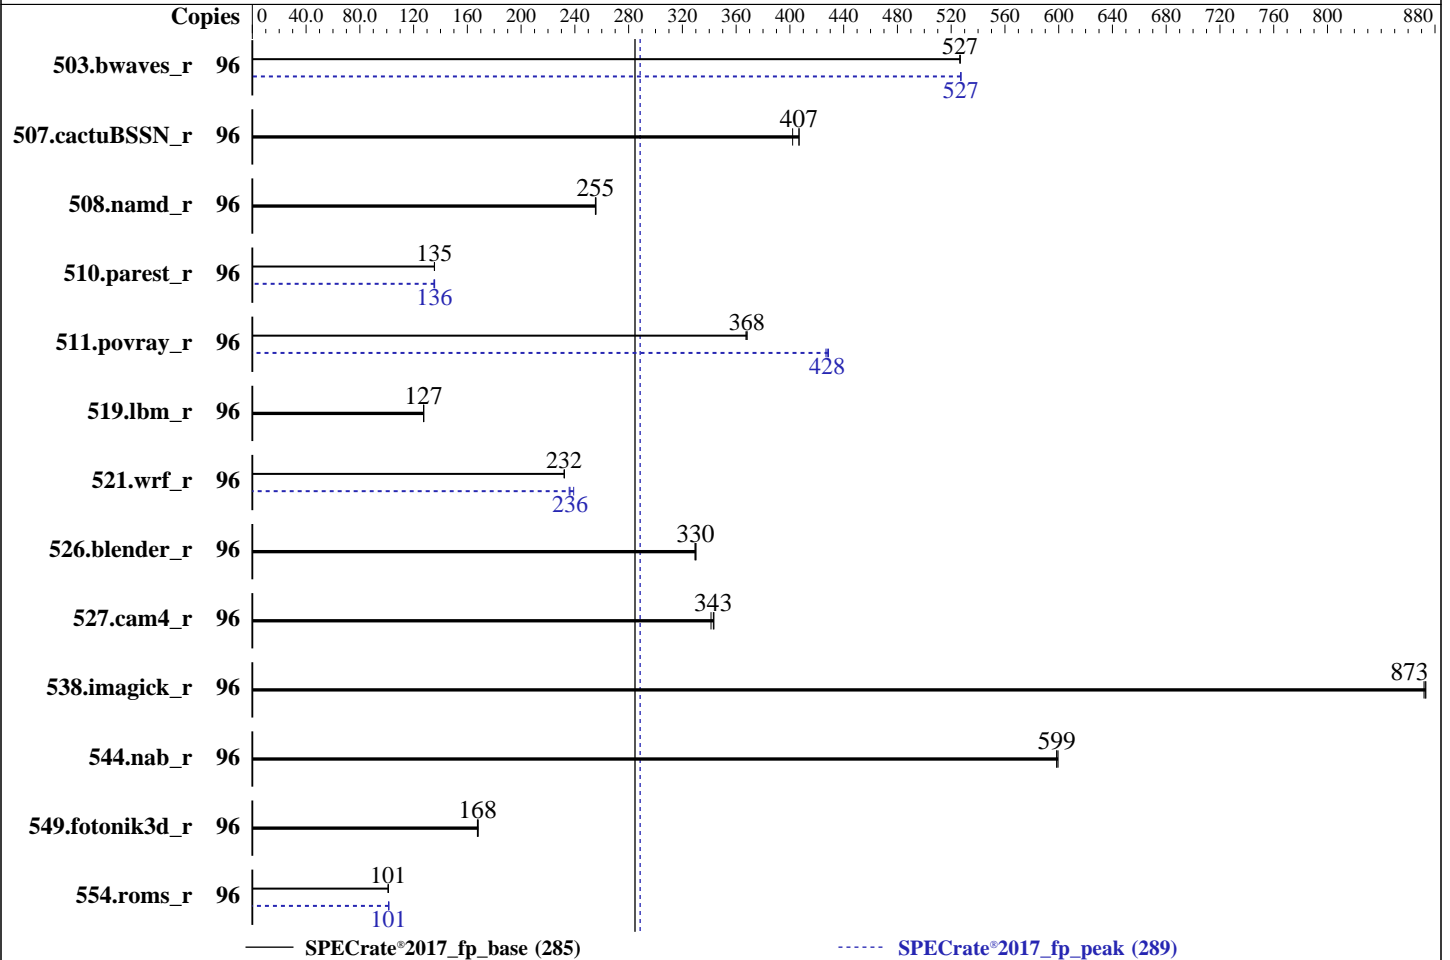 Copies 0 40.0 80.0 120 160 200 240 280 320 360 400 440 480 520 560 600 640 680 720 760 800 880
503.bwaves_r 96 527
527
507.cactuBSSN_r 96 407
508.namd_r 96 255
510.parest_r 96 135
136
511.povray_r 96 368
428
519.lbm_r 96 127
521.wrf_r 96 232
236
526.blender_r 96 330
527.cam4_r 96 343
538.imagick_r 96 873
544.nab_r 96 599
549.fotonik3d_r 96 168
554.roms_r 96 101
101
SPECrate®2017_fp_base (285) SPECrate®2017_fp_peak (289)